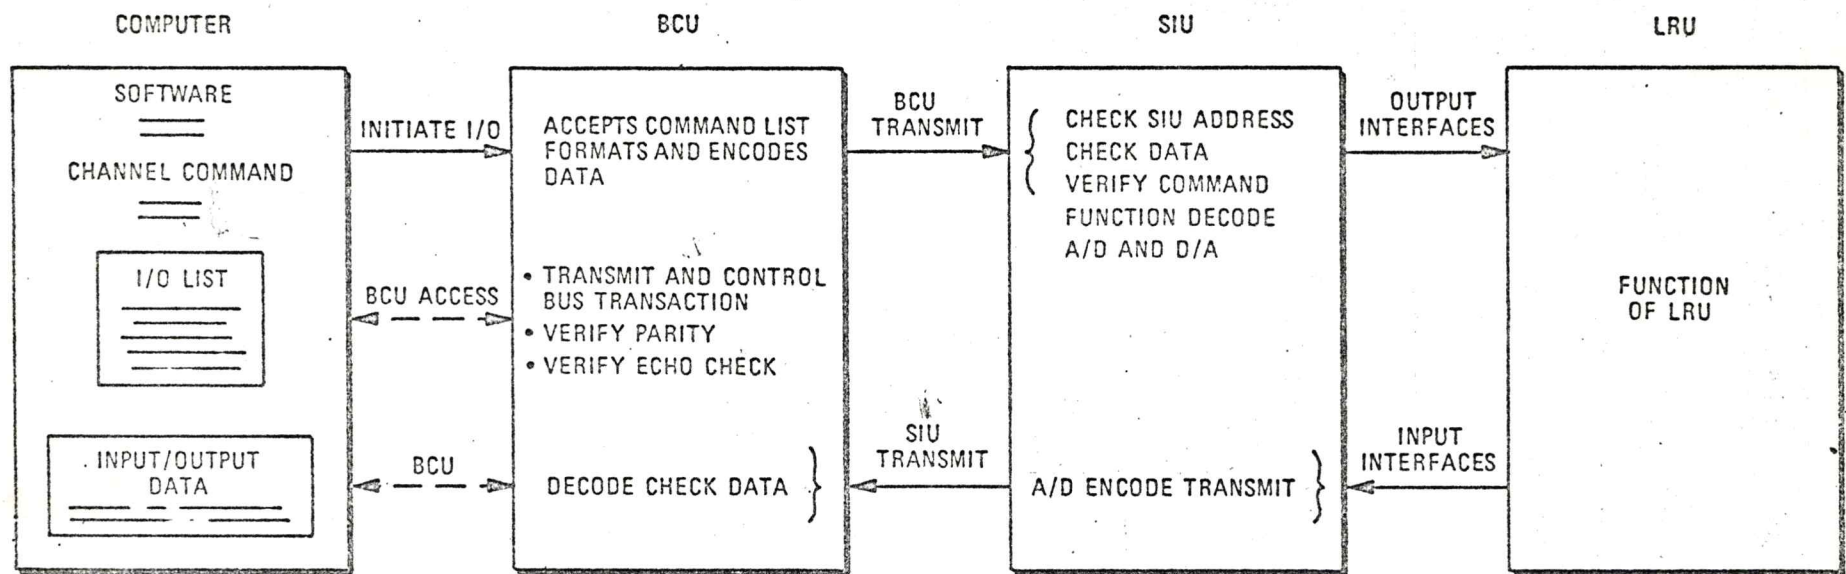 COMPUTER
BCU
SIU
LRU
SOFTWARE
CHANNEL COMMAND
I/O LIST
INPUT/OUTPUT
DATA
INITIATE I/O
BCU ACCESS
BCU
ACCEPTS COMMAND LIST
FORMATS AND ENCODES
DATA
• TRANSMIT AND CONTROL
BUS TRANSACTION
• VERIFY PARITY
• VERIFY ECHO CHECK
DECODE CHECK DATA
BCU
TRANSMIT
SIU
TRANSMIT
CHECK SIU ADDRESS
CHECK DATA
VERIFY COMMAND
FUNCTION DECODE
A/D AND D/A
A/D ENCODE TRANSMIT
OUTPUT
INTERFACES
INPUT
INTERFACES
FUNCTION
OF LRU